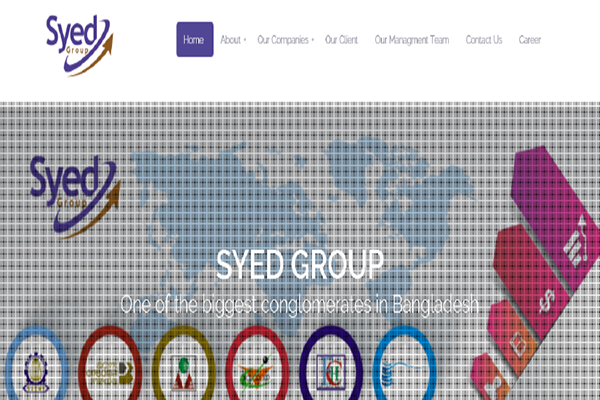 Syed
Group
Home
About
Our Companies
Our Client
Our Managment Team
Contact Us
Career
Syed
Group
SYED GROUP
One of the biggest conglomerates in Bangladesh